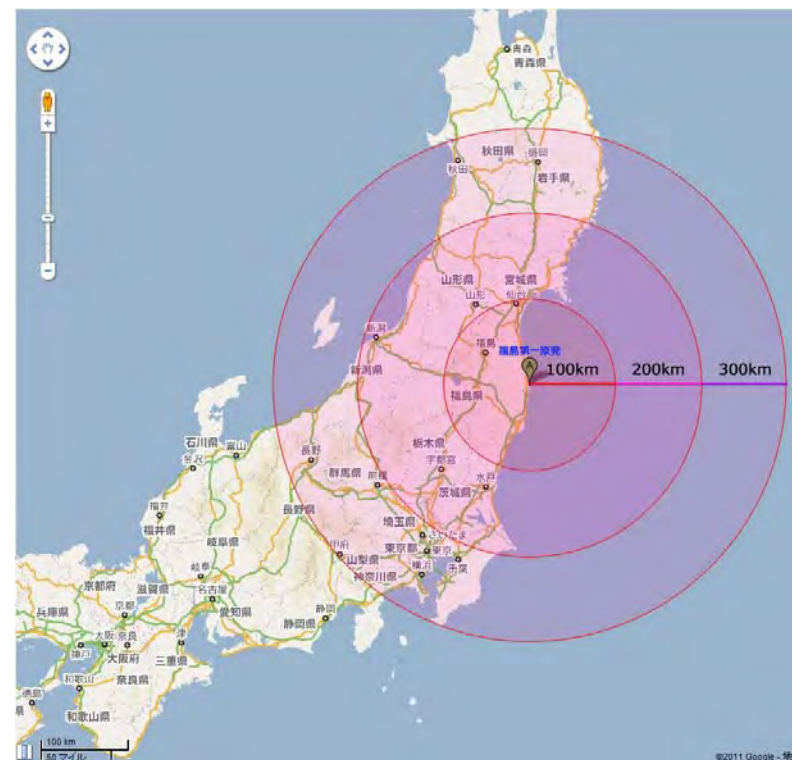 青森
青森県
秋田県
盛岡
秋田
岩手県
山形県
宮城県
山形
仙台
新潟
福島
福島第一原発
A
100km
200km
300km
新潟県
福島県
石川県
富山
栃木県
長野
宇都宮
金沢
群馬県
前橋
水戸
茨城県
長野県
福井
埼玉県
福井県
さいたま
岐阜県
甲府
東京都
東京
山梨県
千葉
岐阜
神奈川県
横浜
京都府
滋賀県
名古屋
兵庫県
京都
愛知県
静岡
静岡県
大阪
奈良
津
神戸
大阪府
三重県
和歌山
奈良県
徳島
県
和歌山県
100 km
50 マイル
©2011 Google - 地